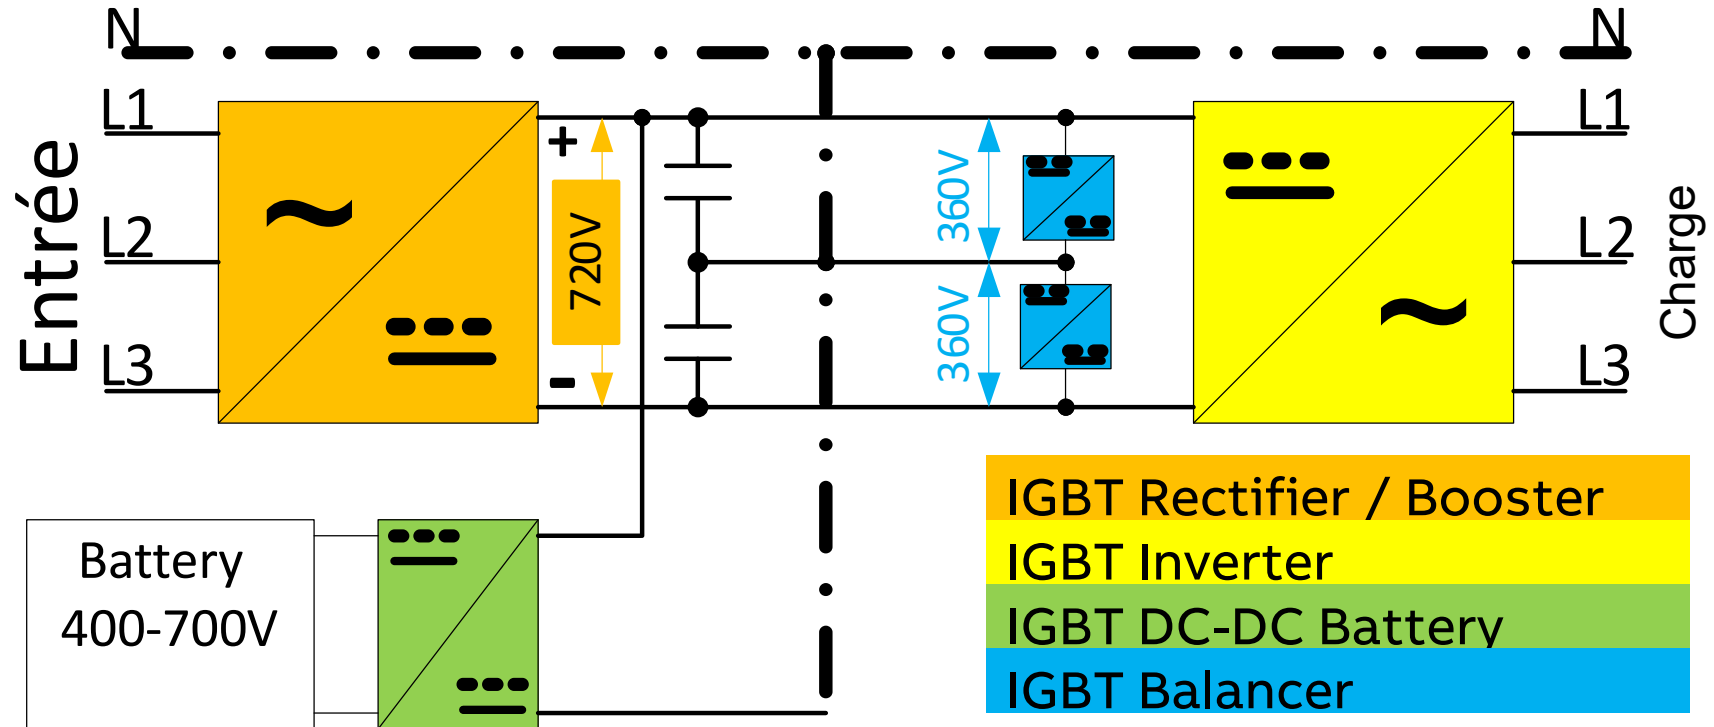 N
N
L1
L2
L3
Entrée
+
720V
-
360V
360V
L1
L2
L3
Charge
Battery
400-700V
IGBT Rectifier / Booster
IGBT Inverter
IGBT DC-DC Battery
IGBT Balancer